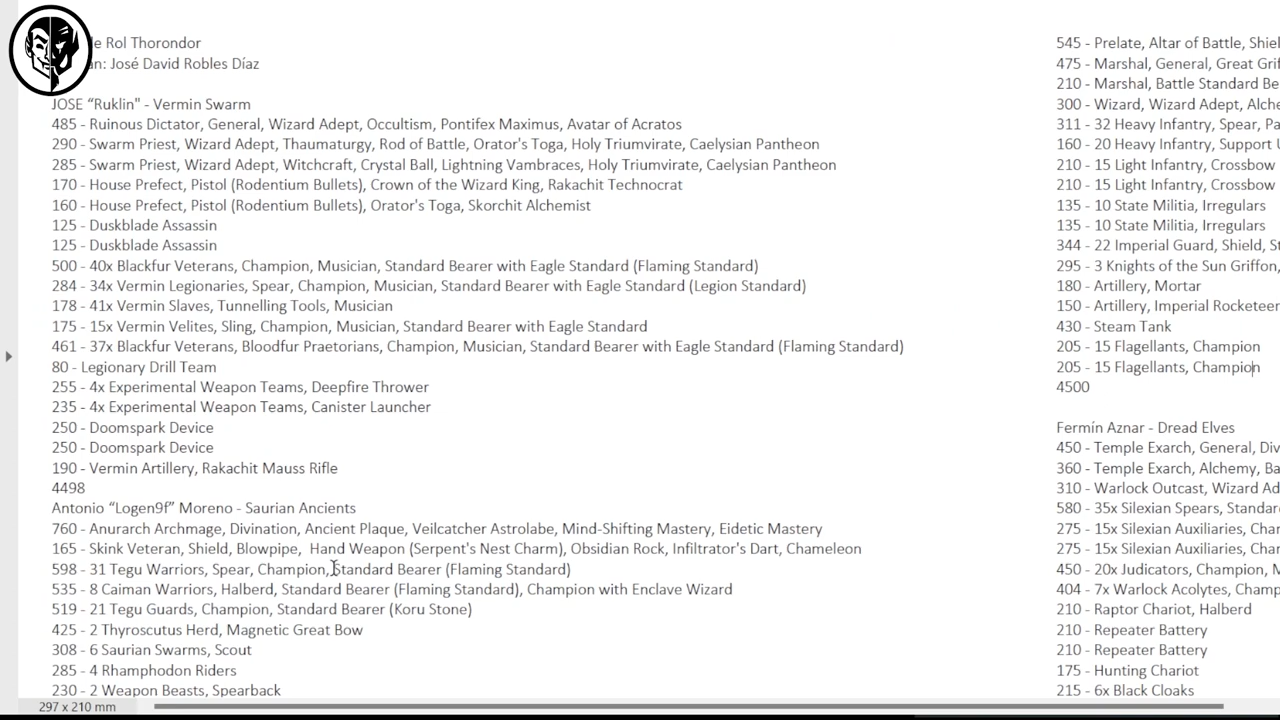 de Rol Thorondor
an: José David Robles Díaz
JOSE “Ruklin" - Vermin Swarm
485 - Ruinous Dictator, General, Wizard Adept, Occultism, Pontifex Maximus, Avatar of Acratos
290 - Swarm Priest, Wizard Adept, Thaumaturgy, Rod of Battle, Orator's Toga, Holy Triumvirate, Caelysian Pantheon
285 - Swarm Priest, Wizard Adept, Witchcraft, Crystal Ball, Lightning Vambraces, Holy Triumvirate, Caelysian Pantheon
170 - House Prefect, Pistol (Rodentium Bullets), Crown of the Wizard King, Rakachit Technocrat
160 - House Prefect, Pistol (Rodentium Bullets), Orator's Toga, Skorchit Alchemist
125 - Duskblade Assassin
125 - Duskblade Assassin
500 - 40x Blackfur Veterans, Champion, Musician, Standard Bearer with Eagle Standard (Flaming Standard)
284 - 34x Vermin Legionaries, Spear, Champion, Musician, Standard Bearer with Eagle Standard (Legion Standard)
178 - 41x Vermin Slaves, Tunnelling Tools, Musician
175 - 15x Vermin Velites, Sling, Champion, Musician, Standard Bearer with Eagle Standard
461 - 37x Blackfur Veterans, Bloodfur Praetorians, Champion, Musician, Standard Bearer with Eagle Standard (Flaming Standard)
80 - Legionary Drill Team
255 - 4x Experimental Weapon Teams, Deepfire Thrower
235 - 4x Experimental Weapon Teams, Canister Launcher
250 - Doomspark Device
250 - Doomspark Device
190 - Vermin Artillery, Rakachit Mauss Rifle
4498
Antonio “Logen9f” Moreno - Saurian Ancients
760 - Anurarch Archmage, Divination, Ancient Plaque, Veilcatcher Astrolabe, Mind-Shifting Mastery, Eidetic Mastery
165 - Skink Veteran, Shield, Blowpipe, Hand Weapon (Serpent's Nest Charm), Obsidian Rock, Infiltrator's Dart, Chameleon
598 - 31 Tegu Warriors, Spear, Champion, Standard Bearer (Flaming Standard)
535 - 8 Caiman Warriors, Halberd, Standard Bearer (Flaming Standard), Champion with Enclave Wizard
519 - 21 Tegu Guards, Champion, Standard Bearer (Koru Stone)
425 - 2 Thyroscutus Herd, Magnetic Great Bow
308 - 6 Saurian Swarms, Scout
285 - 4 Rhamphodon Riders
230 - 2 Weapon Beasts, Spearback
545 - Prelate, Altar of Battle, Shiel
475 - Marshal, General, Great Grif
210 - Marshal, Battle Standard Be
300 - Wizard, Wizard Adept, Alche
311 - 32 Heavy Infantry, Spear, Pa
160 - 20 Heavy Infantry, Support U
210 - 15 Light Infantry, Crossbow
210 - 15 Light Infantry, Crossbow
135 - 10 State Militia, Irregulars
135 - 10 State Militia, Irregulars
344 - 22 Imperial Guard, Shield, St
295 - 3 Knights of the Sun Griffon,
180 - Artillery, Mortar
150 - Artillery, Imperial Rocketeer
430 - Steam Tank
205 - 15 Flagellants, Champion
205 - 15 Flagellants, Champion
4500
Fermín Aznar - Dread Elves
450 - Temple Exarch, General, Div
360 - Temple Exarch, Alchemy, Ba
310 - Warlock Outcast, Wizard Ad
580 - 35x Silexian Spears, Standar
275 - 15x Silexian Auxiliaries, Char
275 - 15x Silexian Auxiliaries, Char
450 - 20x Judicators, Champion, M
404 - 7x Warlock Acolytes, Champ
210 - Raptor Chariot, Halberd
210 - Repeater Battery
210 - Repeater Battery
175 - Hunting Chariot
215 - 6x Black Cloaks
297 x 210 mm